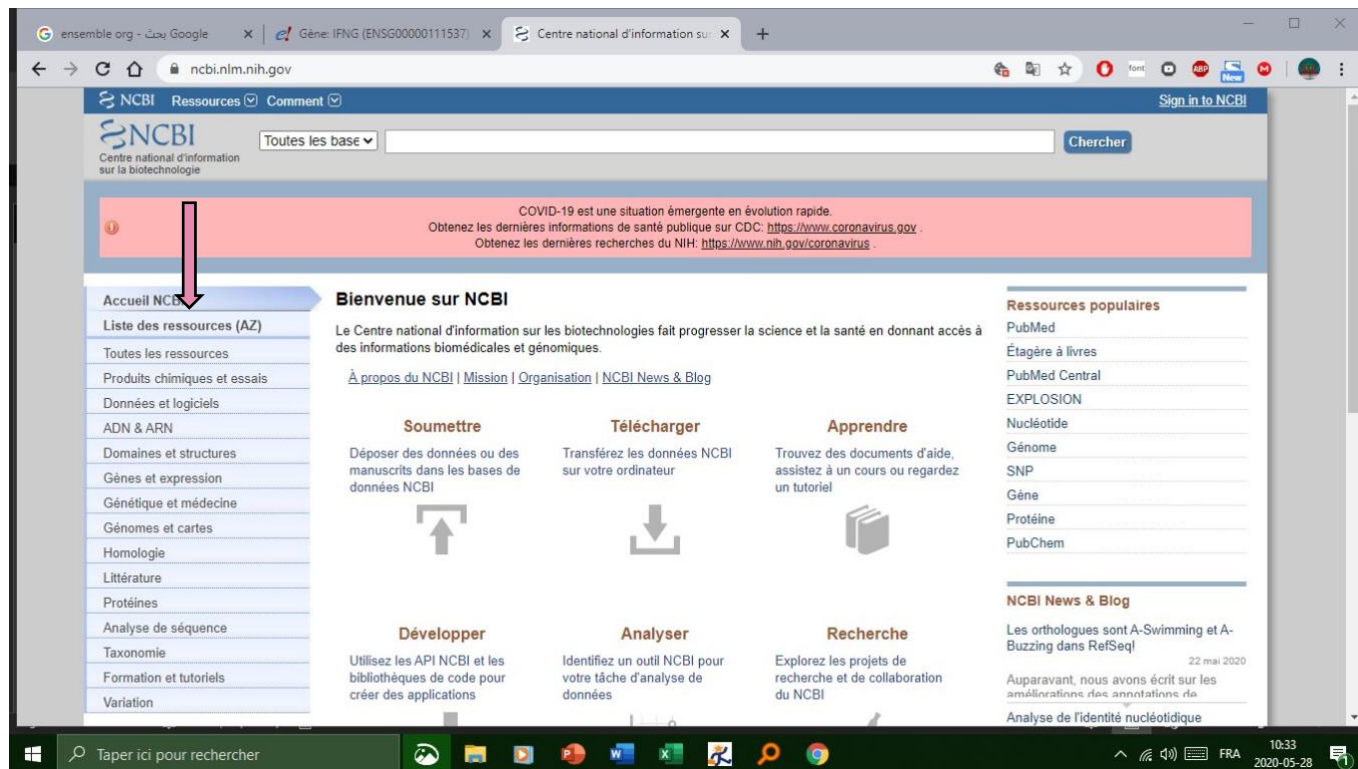 ensemble org - بحث Google
Gène: IFNG (ENSG00000111537)
Centre national d'information sur
ncbi.nlm.nih.gov
font
ABP
New
NCBI Ressources Comment
Sign in to NCBI
NCBI
Centre national d'information
sur la biotechnologie
Toutes les base
Chercher
COVID-19 est une situation émergente en évolution rapide.
Obtenez les dernières informations de santé publique sur CDC: https://www.coronavirus.gov .
Obtenez les dernières recherches du NIH: https://www.nih.gov/coronavirus .
Accueil NCB
Liste des ressources (AZ)
Toutes les ressources
Produits chimiques et essais
Données et logiciels
ADN & ARN
Domaines et structures
Gènes et expression
Génétique et médecine
Génomes et cartes
Homologie
Littérature
Protéines
Analyse de séquence
Taxonomie
Formation et tutoriels
Variation
Bienvenue sur NCBI
Le Centre national d'information sur les biotechnologies fait progresser la science et la santé en donnant accès à
des informations biomédicales et génomiques.
À propos du NCBI | Mission | Organisation | NCBI News & Blog
Soumettre
Déposer des données ou des
manuscrits dans les bases de
données NCBI
Télécharger
Transférez les données NCBI
sur votre ordinateur
Apprendre
Trouvez des documents d'aide,
assistez à un cours ou regardez
un tutoriel
Développer
Utilisez les API NCBI et les
bibliothèques de code pour
créer des applications
Analyser
Identifiez un outil NCBI pour
votre tâche d'analyse de
données
Recherche
Explorez les projets de
recherche et de collaboration
du NCBI
Ressources populaires
PubMed
Étagère à livres
PubMed Central
EXPLOSION
Nucléotide
Génome
SNP
Gène
Protéine
PubChem
NCBI News & Blog
Les orthologues sont A-Swimming et A-
Buzzing dans RefSeq!
22 mai 2020
Auparavant, nous avons écrit sur les
améliorations des annotations de
Analyse de l'identité nucléotidique
Taper ici pour rechercher
FRA
10:33
2020-05-28